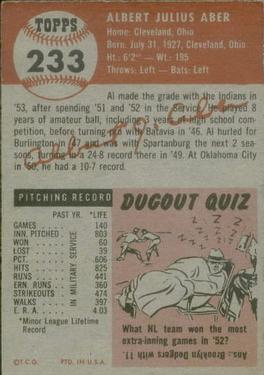 TOPPS
233
ALBERT JULIUS ABER
Home: Cleveland, Ohio
Born: July 31, 1927, Cleveland, Ohio
Ht.: 6'2" - Wt.: 195
Throws: Left - Bats: Left
Al made the grade with the Indians in
'53, after spending '51 and '52 in the Service. He played
8 years of amateur ball, including 3 years of high school com-
petition, before turning pro with Batavia in '46. Al hurled for
Burlington in '47 and was with Spartanburg the next 2 sea-
sons, turning in a 24-8 record there in '49. At Oklahoma City
in '50, he had a 10-7 record.
PITCHING RECORD
PAST YR. *LIFE
GAMES 140
INN. PITCHED 803
WON 60
LOST 39
PCT. .606
HITS 825
RUNS 441
ERN. RUNS 360
STRIKEOUTS 474
WALKS 397
E. R. A. 4.03
IN MILITARY SERVICE
*Minor League Lifetime
Record
©T.C.G. PTD. IN U.S.A.
DUGOUT QUIZ
What NL team won the most
extra-inning games in '52?
Ans.: Brooklyn Dodgers with 11.